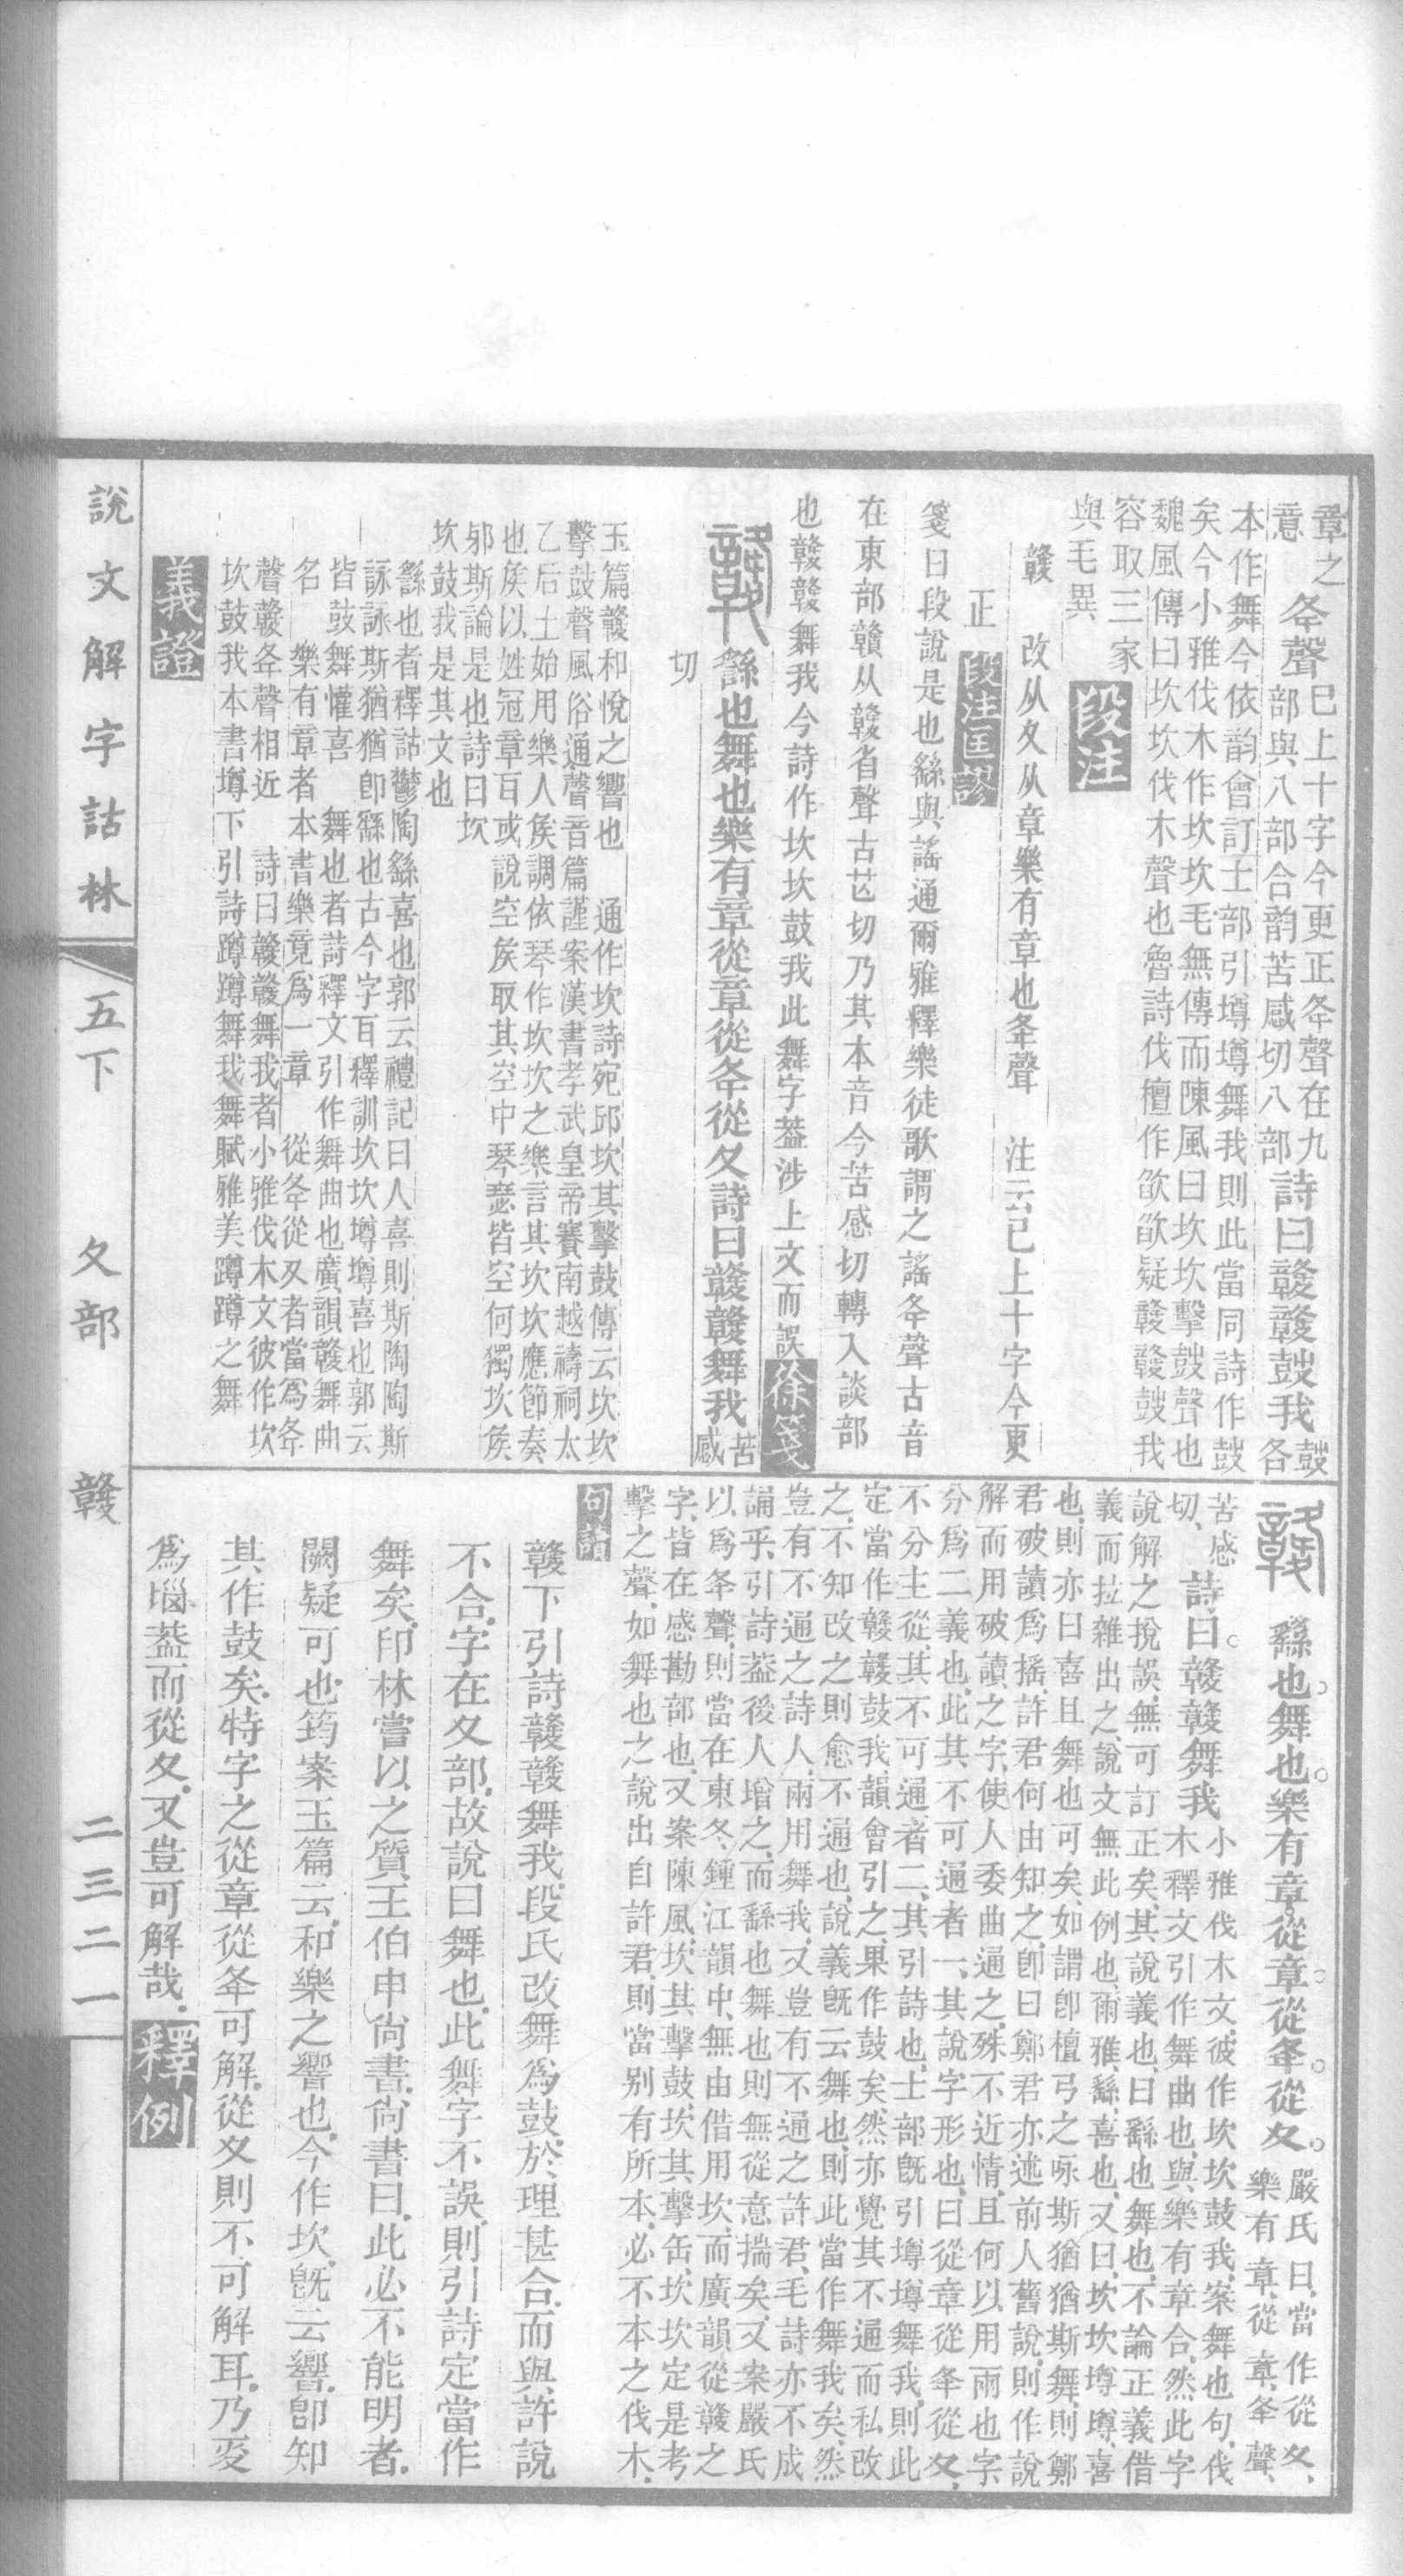 章之
意夅聲
巳上十字今更正夅聲在九
部與八部合韵苦感切八部
詩曰竷竷鼓我
鼓各
本作舞今依韵會訂士部引壿壿舞我則此當同詩作鼓
矣今小雅伐木作坎坎毛無傳而陳風曰坎坎擊鼓聲也
魏風傳曰坎坎伐木聲也魯詩伐檀作欿欿疑竷竷鼓我
容取三家
與毛異
段注
竷 改从夊从章樂有章也夅聲 注云已上十字今更
正
段注匡謬
箋曰段說是也繇與謠通爾雅釋樂徒歌謂之謠夅聲古音
在東部贛从竷省聲古芯切乃其本音今苦感切轉入談部
也竷竷舞我今詩作坎坎鼓我此舞字葢涉上文而誤
徐箋
繇也舞也樂有章從章從夅從夊詩曰竷竷舞我
苦感
切
玉篇竷和悅之響也 通作坎詩宛邱坎其擊鼓傳云坎坎
擊鼓聲風俗通聲音篇謹案漢書孝武皇帝賽南越禱祠太
乙后土始用樂人矦調依琴作坎坎之樂言其坎坎應節奏
也矦以姓冠章百或說空矦取其空中琴瑟皆空何獨坎矦
邪斯論是也詩曰坎
坎鼓我是其文也
繇也者釋詁鬱陶繇喜也郭云禮記曰人喜則斯陶陶斯
詠詠斯猶猶卽繇也古今字百釋訓坎坎壿壿喜也郭云
皆鼓舞懽喜 舞也者詩釋文引作舞曲也廣韻竷舞曲
名 樂有章者本書樂竟爲一章 從夅從夊者當爲夅
聲竷夅聲相近 詩曰竷竷舞我者小雅伐木文彼作坎
坎鼓我本書壿下引詩蹲蹲舞我舞賦雅美蹲蹲之舞
義證
繇也舞也樂有章從章從夅從夊
嚴氏曰當作從夊
樂有章從章夅聲
苦感
切
詩曰竷竷舞我
小雅伐木文彼作坎坎鼓我案舞也句伐
木釋文引作舞曲也與樂有章合然此字
說解之挩誤無可訂正矣其說義也曰繇也舞也不論正義借
義而拉雜出之說文無此例也爾雅繇喜也又曰坎坎壿壿喜
也則亦曰喜且舞也可矣如謂卽檀弓之咏斯猶猶斯舞則鄭
君破讀爲搖許君何由知之卽曰鄭君亦述前人舊說則作說
解而用破讀之字使人委曲通之殊不近情且何以用兩也字
分爲二義也此其不可通者一其說字形也曰從章從夅從夊
不分主從其不可通者二其引詩也士部旣引壿壿舞我則此
定當作竷竷鼓我韻會引之果作鼓矣然亦覺其不通而私改
之不知改之則愈不通也說義旣云舞也則此當作舞我矣然
豈有不通之詩人兩用舞我又豈有不通之許君毛詩亦不成
誦乎引詩葢後人增之而繇也舞也則無從意揣矣又案嚴氏
以爲夅聲則當在東冬鍾江韻中無由借用坎而廣韻從竷之
字皆在感勘部也又案陳風坎其擊鼓坎其擊缶坎坎定是考
擊之聲如舞也之說出自許君則當別有所本必不本之伐木
句讀
竷下引詩竷竷舞我段氏改舞爲鼓於理甚合而與許說
不合字在夊部故說曰舞也此舞字不誤則引詩定當作
舞矣印林嘗以之質王伯申尙書尙書曰此必不能明者
闕疑可也筠案玉篇云和樂之響也今作坎旣云響卽知
其作鼓矣特字之從章從夅可解從夊則不可解耳乃夌
爲㙠葢而從夊又豈可解哉
釋例
說文解字詁林
五下
夊部
竷
二三二一